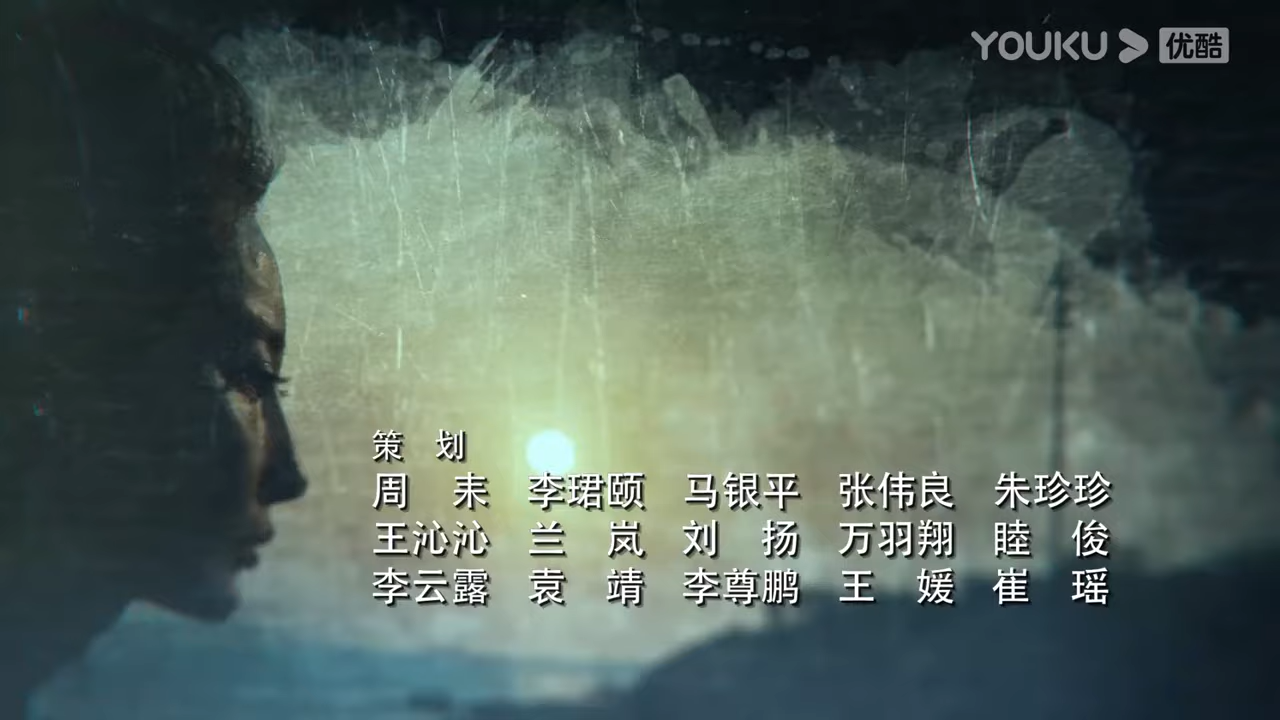 YOUKU 优酷
策 划
周 耒 李珺颐 马银平 张伟良 朱珍珍
王沁沁 兰 岚 刘 扬 万羽翔 睦 俊
李云露 袁 靖 李尊鹏 王 媛 崔 瑶